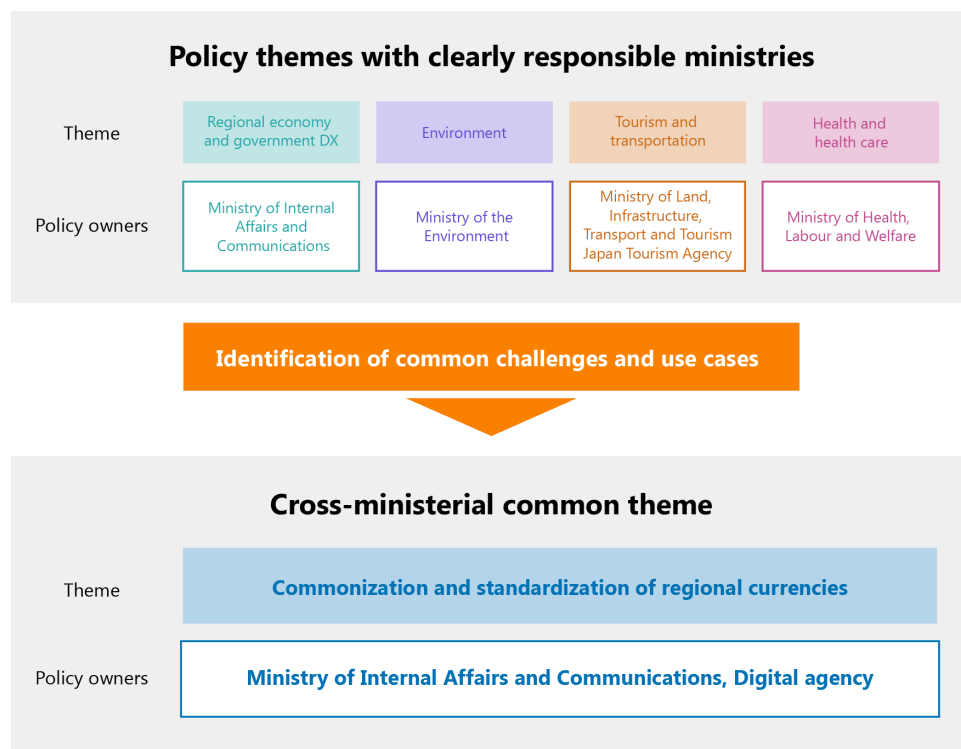 Policy themes with clearly responsible ministries
Theme
Regional economy
and government DX
Environment
Tourism and
transportation
Health and
health care
Policy owners
Ministry of Internal
Affairs and
Communications
Ministry of the
Environment
Ministry of Land,
Infrastructure,
Transport and Tourism
Japan Tourism Agency
Ministry of Health,
Labour and Welfare
Identification of common challenges and use cases
Cross-ministerial common theme
Theme
Commonization and standardization of regional currencies
Policy owners
Ministry of Internal Affairs and Communications, Digital agency